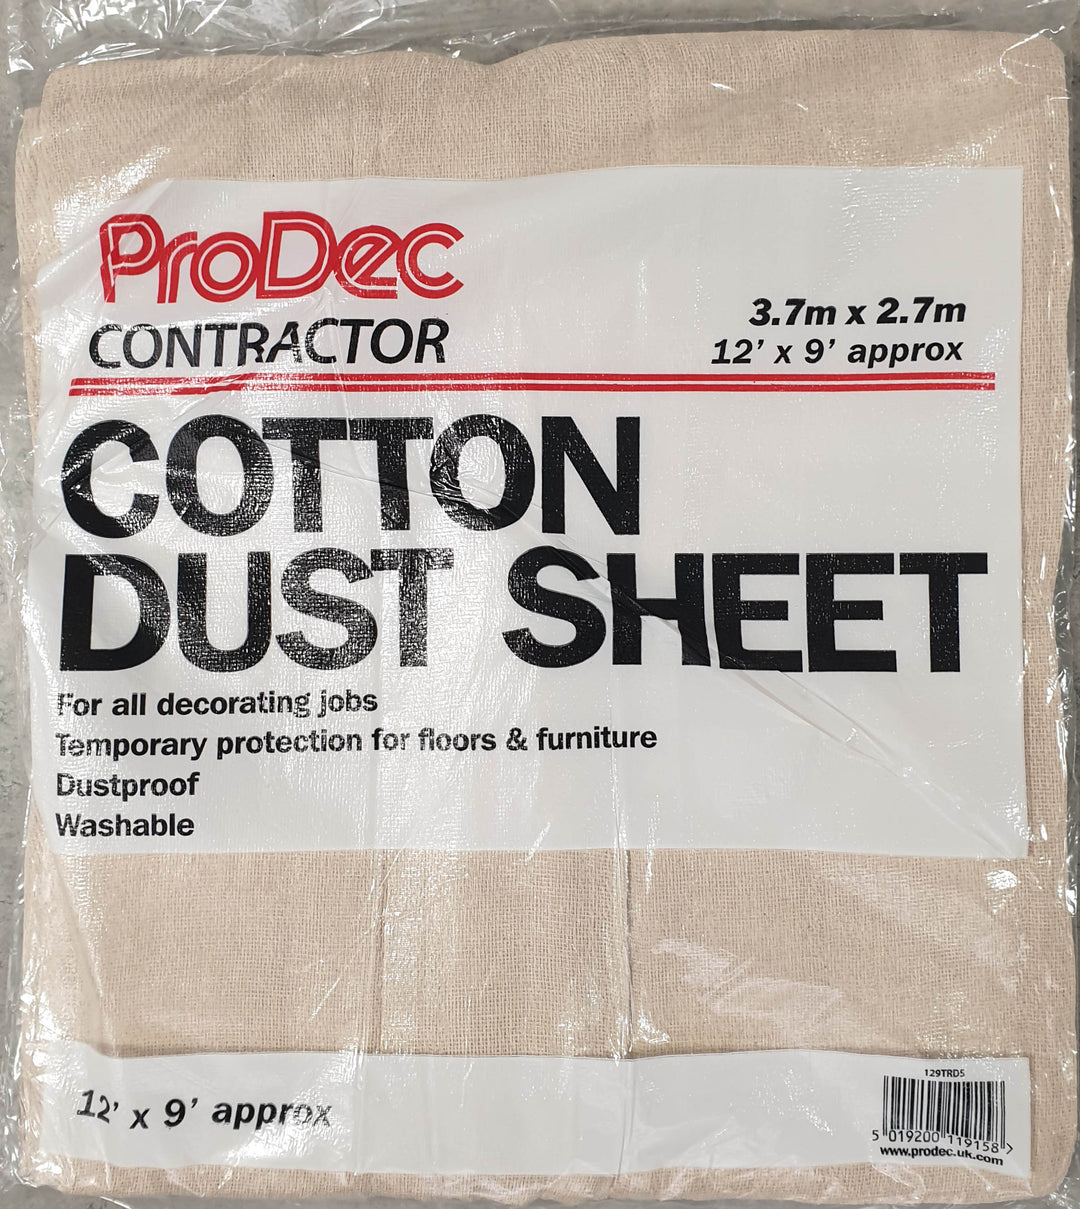 ProDec
CONTRACTOR
3.7m x 2.7m
12’ x 9’ approx
COTTON
DUST SHEET
For all decorating jobs
Temporary protection for floors & furniture
Dustproof
Washable
12’ x 9’ approx
129TRD5
5 019200 119158 >
www.prodec.uk.com